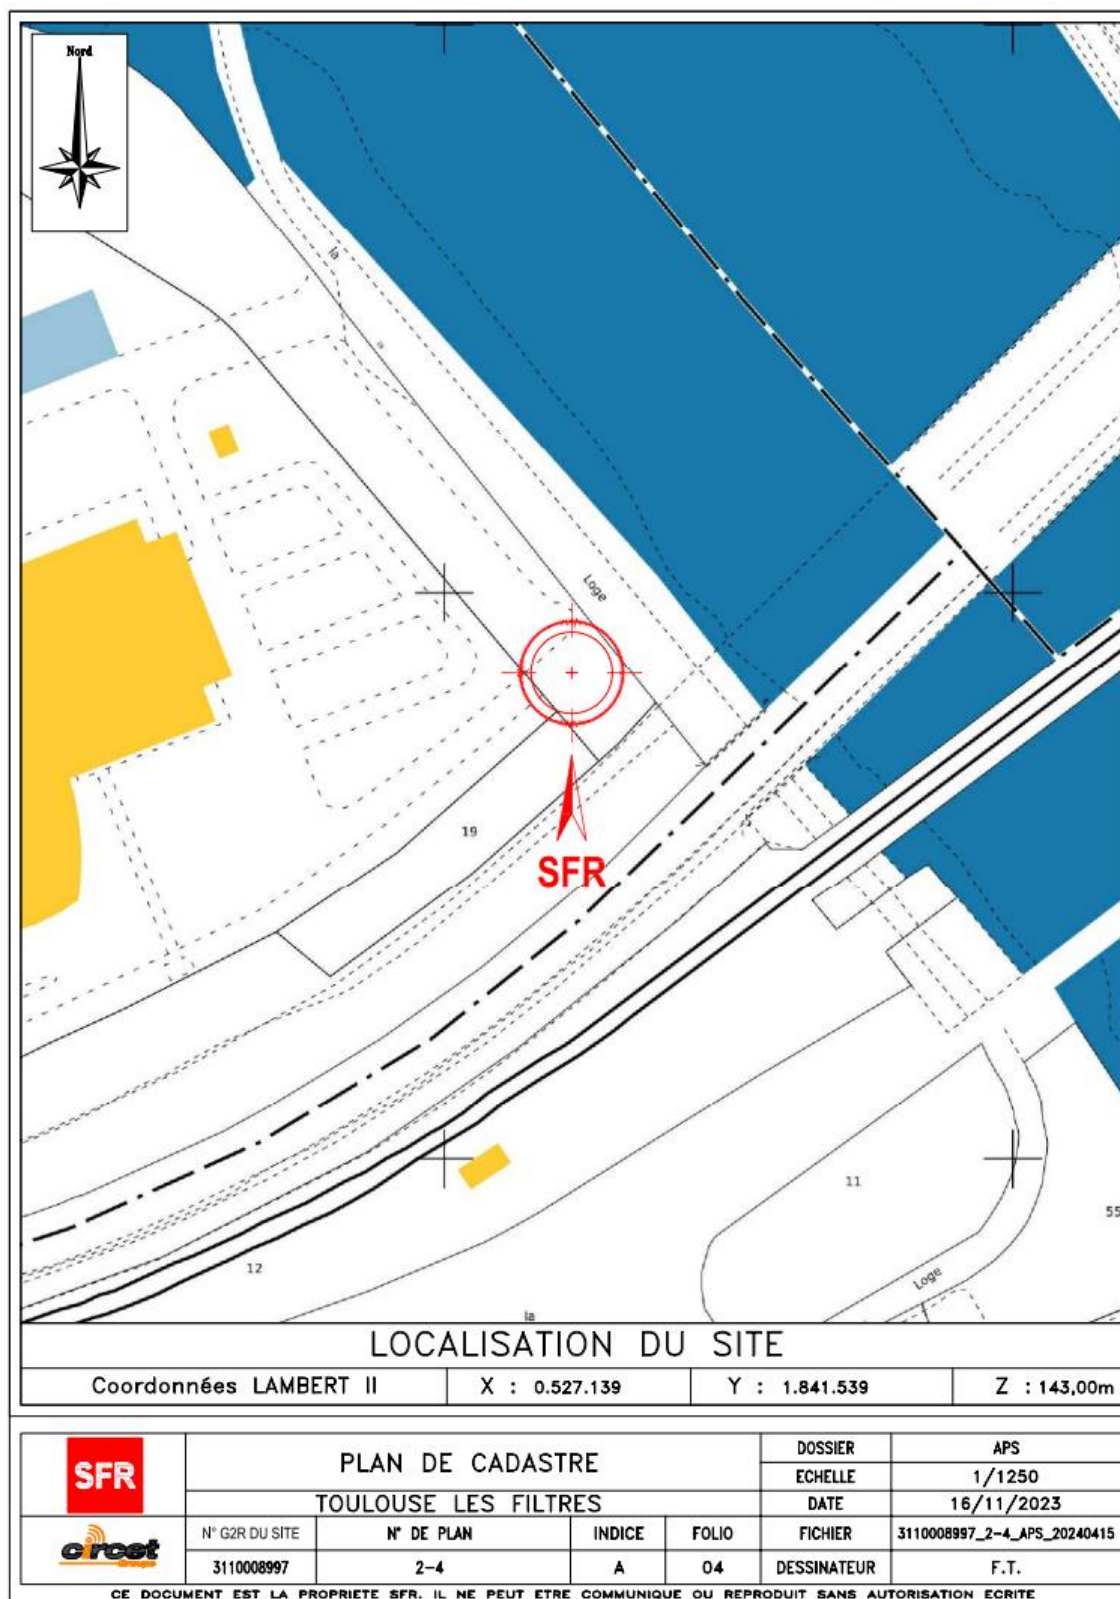 Nord
la
Loge
19
SFR
11
55
12
Loge
la
LOCALISATION DU SITE
Coordonnées LAMBERT II X : 0.527.139 Y : 1.841.539 Z : 143,00m
SFR
PLAN DE CADASTRE
TOULOUSE LES FILTRES
DOSSIER APS
ECHELLE 1/1250
DATE 16/11/2023
circet
Groupe
N° G2R DU SITE N° DE PLAN INDICE FOLIO FICHIER 3110008997_2-4_APS_20240415
3110008997 2-4 A 04 DESSINATEUR F.T.
CE DOCUMENT EST LA PROPRIETE SFR. IL NE PEUT ETRE COMMUNIQUE OU REPRODUIT SANS AUTORISATION ECRITE